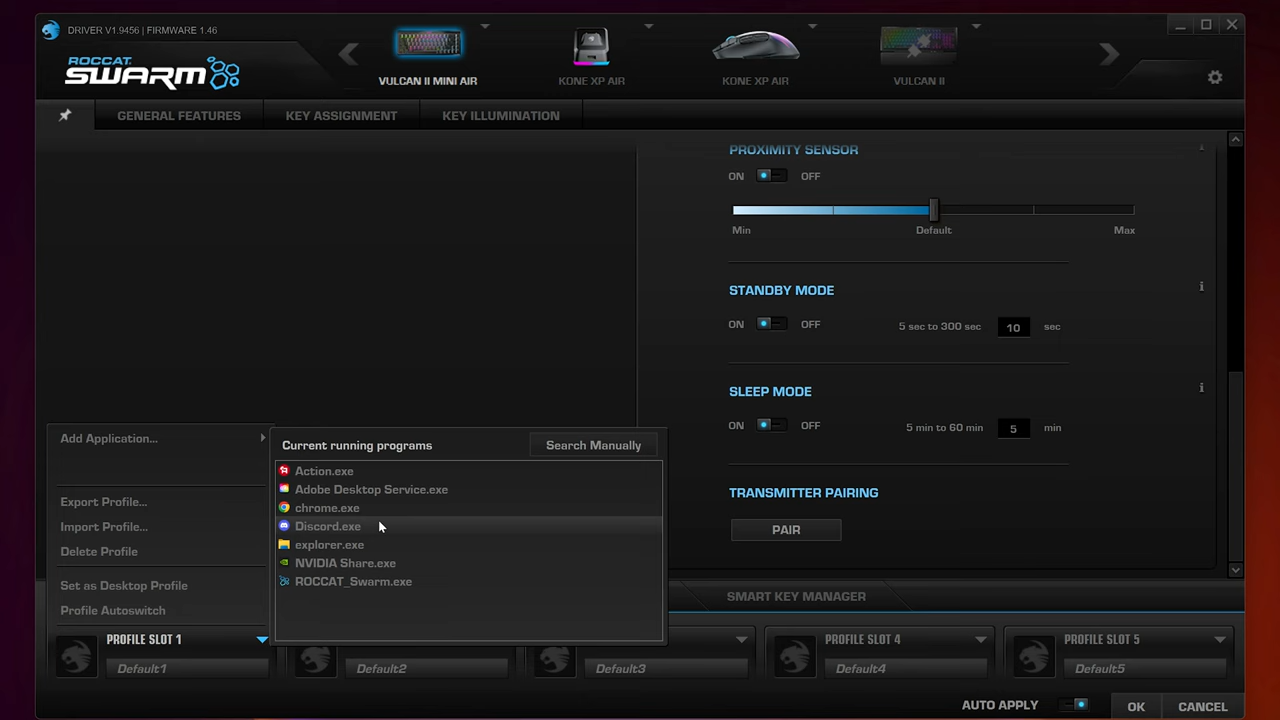 DRIVER V1.9456 | FIRMWARE 1.46
ROCCAT
SWARM
VULCAN II MINI AIR
KONE XP AIR
KONE XP AIR
VULCAN II
GENERAL FEATURES
KEY ASSIGNMENT
KEY ILLUMINATION
PROXIMITY SENSOR
ON
OFF
Min
Default
Max
STANDBY MODE
ON
OFF
5 sec to 300 sec
10
sec
SLEEP MODE
ON
OFF
5 min to 60 min
5
min
TRANSMITTER PAIRING
PAIR
Add Application...
Export Profile...
Import Profile...
Delete Profile
Set as Desktop Profile
Profile Autoswitch
Current running programs
Search Manually
Action.exe
Adobe Desktop Service.exe
chrome.exe
Discord.exe
explorer.exe
NVIDIA Share.exe
ROCCAT_Swarm.exe
SMART KEY MANAGER
PROFILE SLOT 1
Default1
Default2
Default3
PROFILE SLOT 4
Default4
PROFILE SLOT 5
Default5
AUTO APPLY
OK
CANCEL